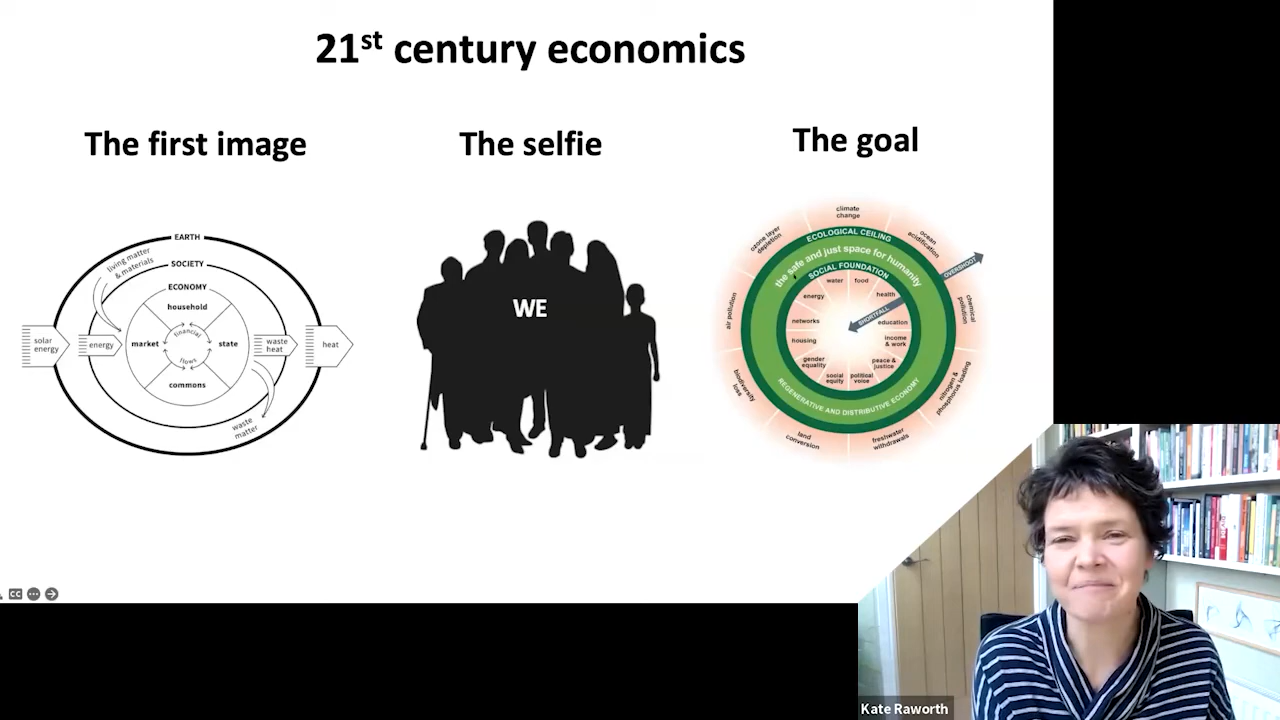 21st century economics
The first image
The selfie
The goal
EARTH
living matter
& materials
SOCIETY
ECONOMY
household
solar
energy
energy
market
financial
flows
state
waste
heat
heat
commons
waste
matter
WE
climate
change
ozone layer
depletion
ocean
acidification
ECOLOGICAL CEILING
the safe and just space for humanity
SOCIAL FOUNDATION
OVERSHOOT
water
food
energy
health
air pollution
chemical
pollution
SHORTFALL
networks
education
housing
income
& work
gender
equality
peace &
justice
social
equity
political
voice
biodiversity
loss
nitrogen &
phosphorus loading
REGENERATIVE AND DISTRIBUTIVE ECONOMY
land
conversion
freshwater
withdrawals
CC
Kate Raworth